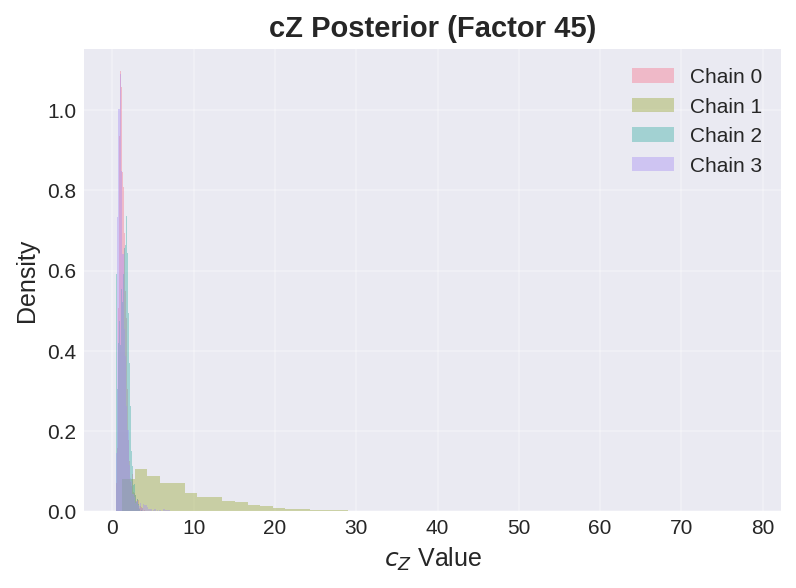 cZ Posterior (Factor 45)
Chain 0
Chain 1
Chain 2
Chain 3
Density
1.0
0.8
0.6
0.4
0.2
0.0
0 10 20 30 40 50 60 70 80
c_Z Value